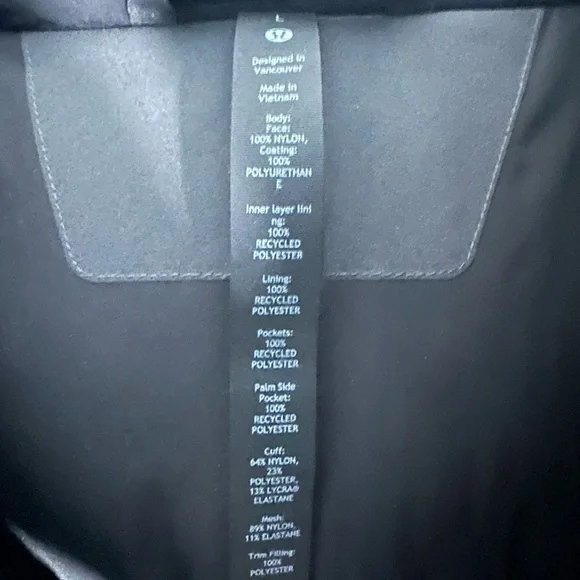 L
Designed in
Vancouver
Made in
Vietnam
Body:
Face:
100% NYLON,
Coating:
100%
POLYURETHAN
E
Inner layer lini
ng:
100%
RECYCLED
POLYESTER
Lining:
100%
RECYCLED
POLYESTER
Pockets:
100%
RECYCLED
POLYESTER
Palm Side
Pocket:
100%
RECYCLED
POLYESTER
Cuff:
64% NYLON,
23%
POLYESTER,
13% LYCRA®
ELASTANE
Mesh:
89% NYLON,
11% ELASTANE
Trim Filling:
100%
POLYESTER